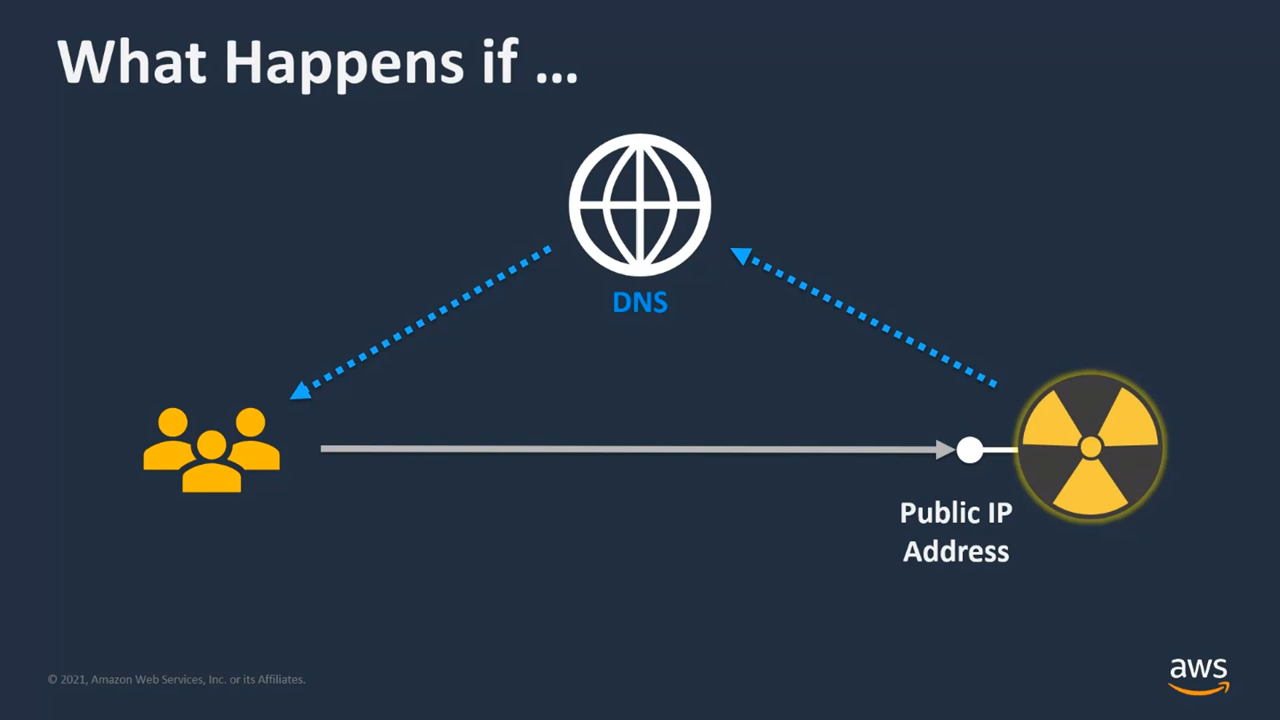 What Happens if ...
DNS
Public IP
Address
© 2021, Amazon Web Services, Inc. or its Affiliates.
aws